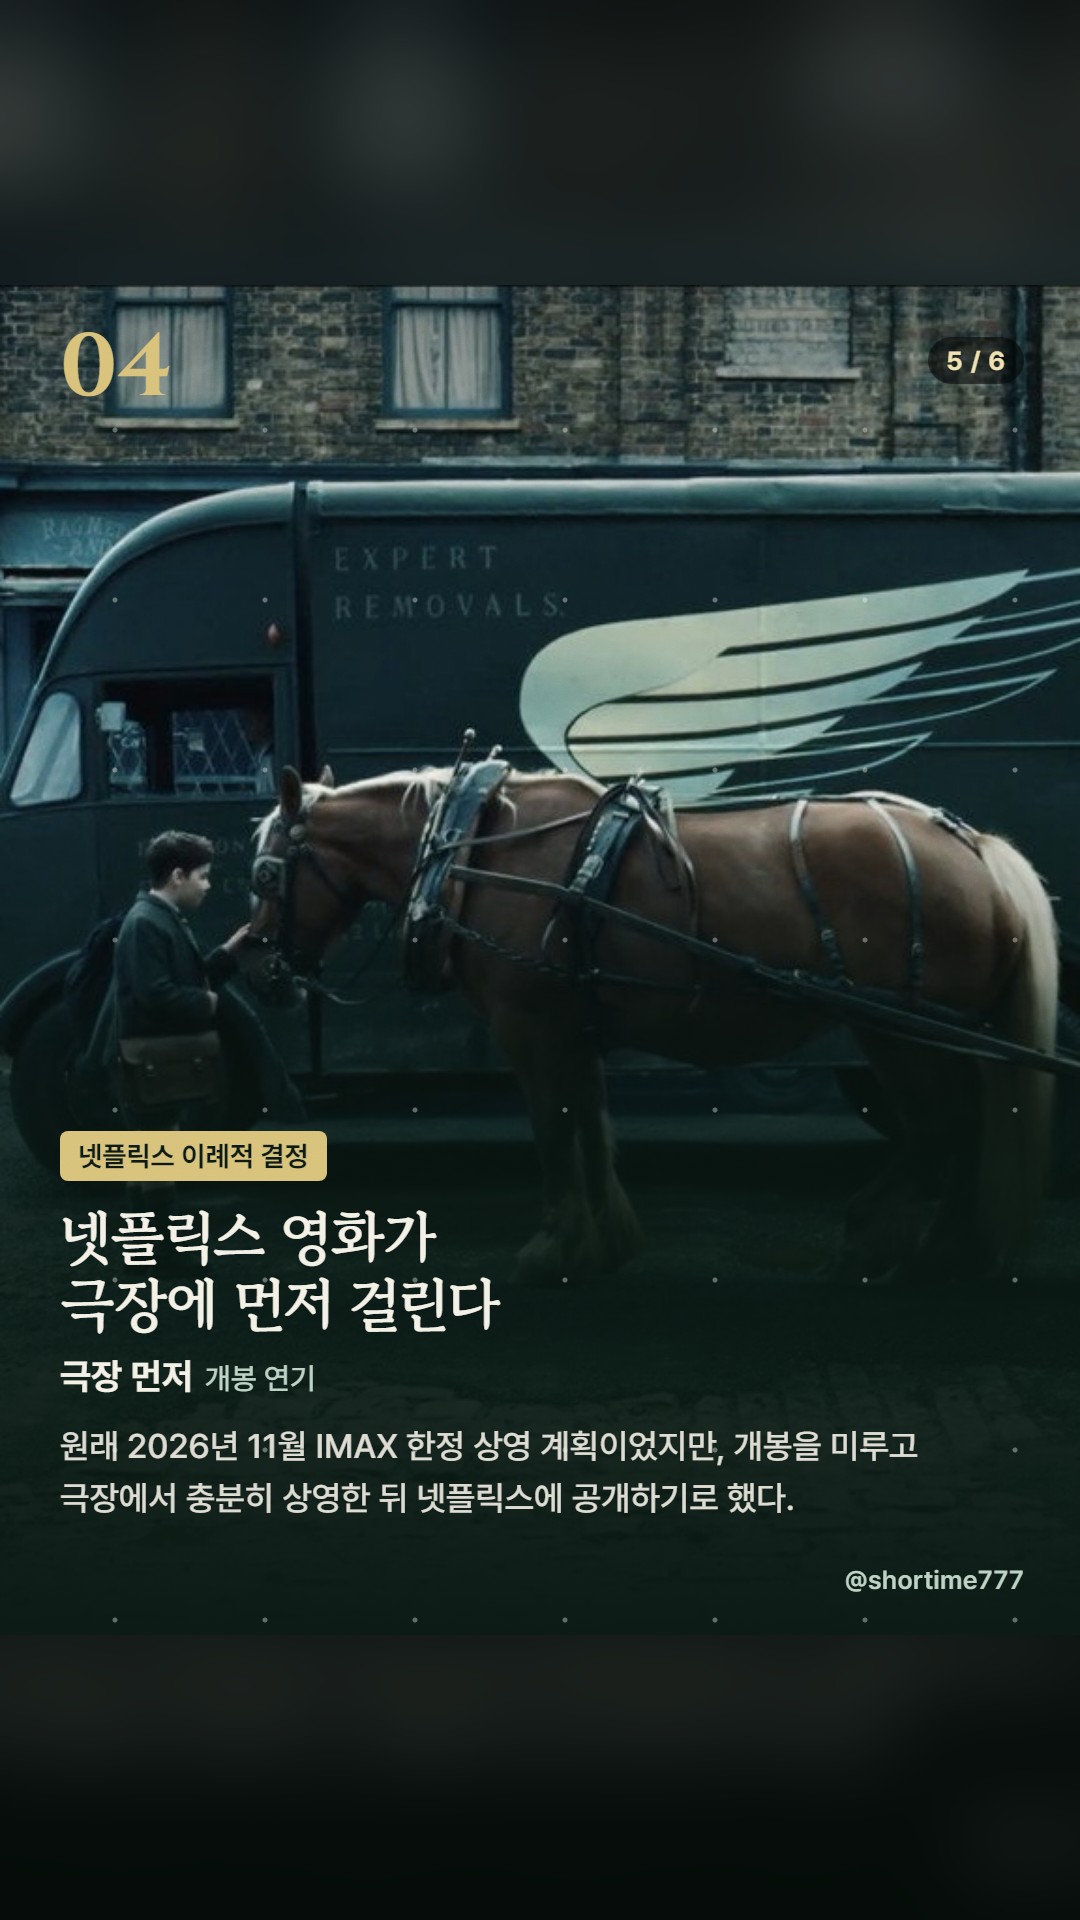 04
5 / 6
EXPERT
REMOVALS.
넷플릭스 이례적 결정
넷플릭스 영화가
극장에 먼저 걸린다
극장 먼저 개봉 연기
원래 2026년 11월 IMAX 한정 상영 계획이었지만, 개봉을 미루고
극장에서 충분히 상영한 뒤 넷플릭스에 공개하기로 했다.
@shortime777